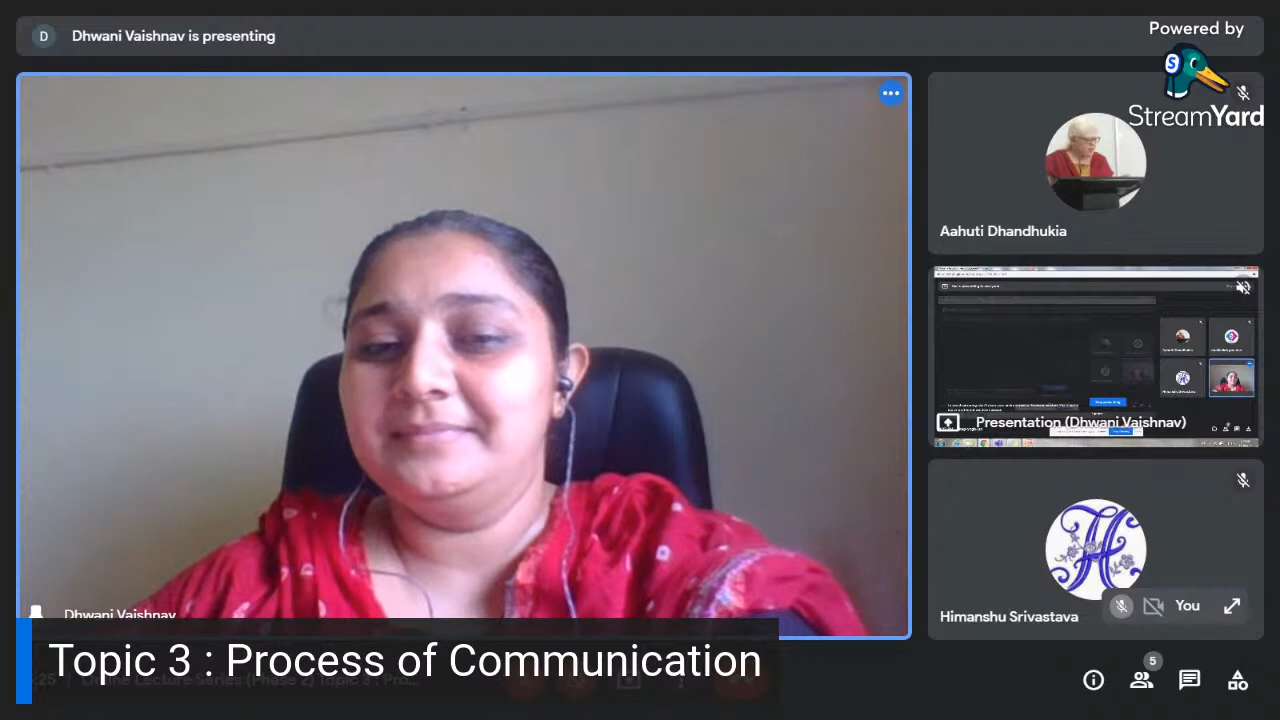 D
Dhwani Vaishnav is presenting
Powered by
S
StreamYard
Aahuti Dhandhukia
Presentation (Dhwani Vaishnav)
Himanshu Srivastava
You
Dhwani Vaishnav
Topic 3 : Process of Communication
5